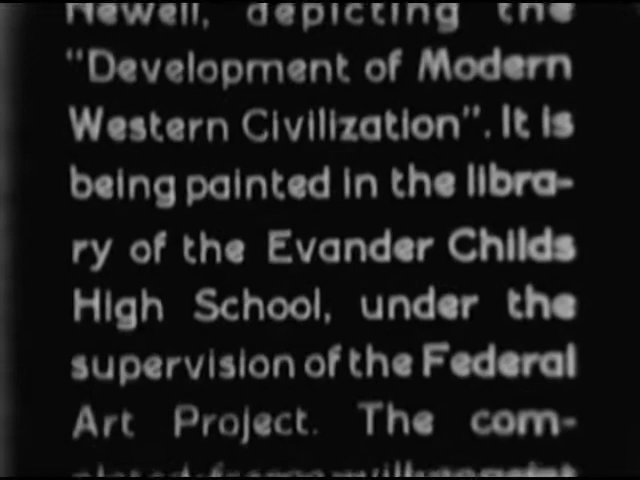 Newell, depicting the
"Development of Modern
Western Civilization". It is
being painted in the libra-
ry of the Evander Childs
High School, under the
supervision of the Federal
Art Project. The com-